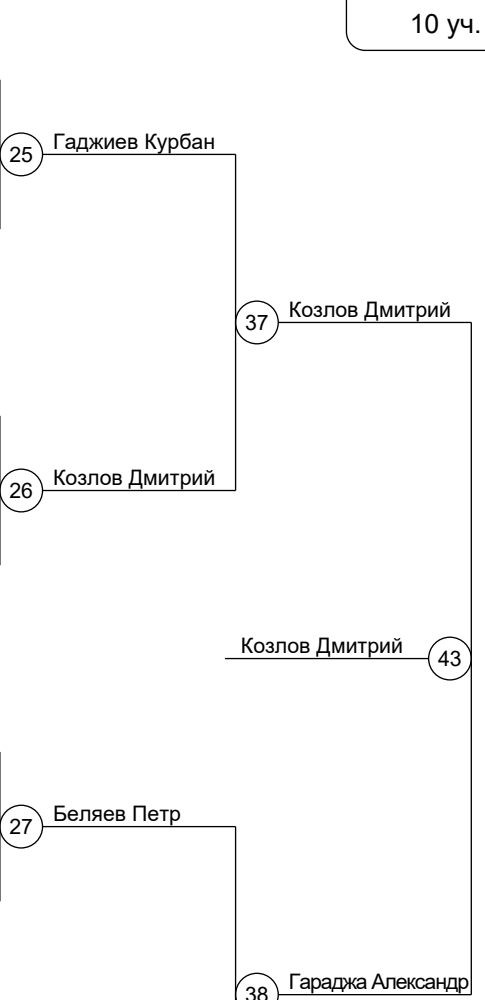 10 уч.
25 Гаджиев Курбан
37 Козлов Дмитрий
26 Козлов Дмитрий
Козлов Дмитрий 43
27 Беляев Петр
38 Гараджа Александр